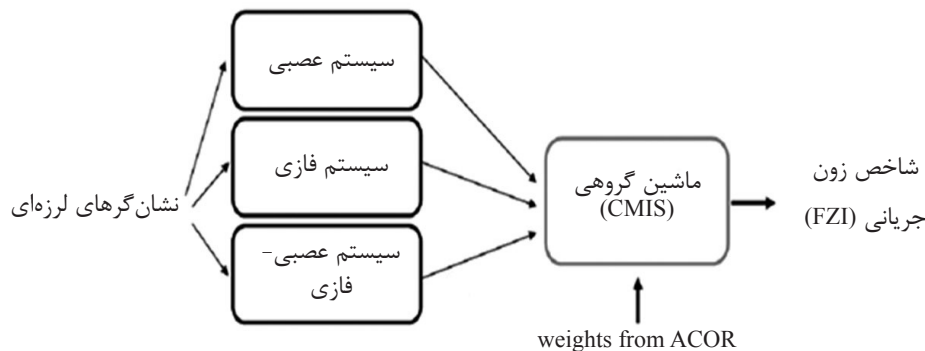 سیستم عصبی
سیستم فازی
سیستم عصبی-
فازی
نشان‌گرهای لرزه‌ای
ماشین گروهی
(CMIS)
شاخص زون
جریانی (FZI)
weights from ACOR